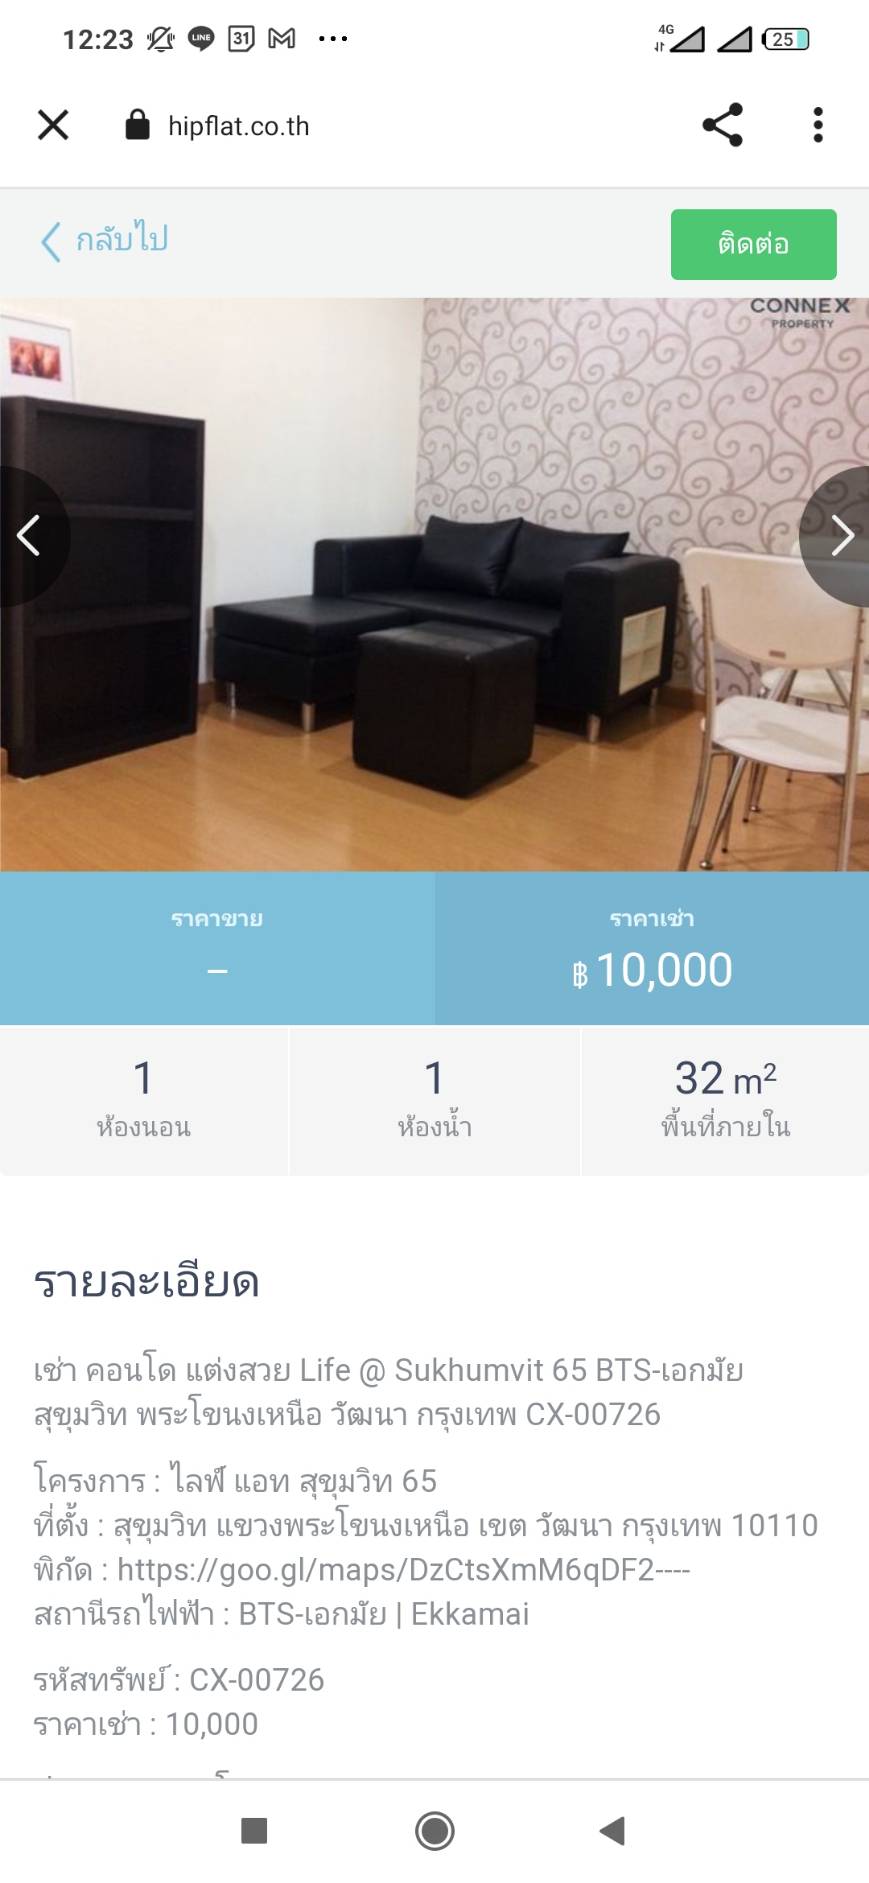 12:23 LINE 31 4G 25
hipflat.co.th
กลับไป
ติดต่อ
CONNEX
PROPERTY
ราคาขาย
–
ราคาเช่า
฿ 10,000
1
ห้องนอน
1
ห้องน้ำ
32 m²
พื้นที่ภายใน
รายละเอียด
เช่า คอนโด แต่งสวย Life @ Sukhumvit 65 BTS-เอกมัย
สุขุมวิท พระโขนงเหนือ วัฒนา กรุงเทพ CX-00726
โครงการ : ไลฟ์ แอท สุขุมวิท 65
ที่ตั้ง : สุขุมวิท แขวงพระโขนงเหนือ เขต วัฒนา กรุงเทพ 10110
พิกัด : https://goo.gl/maps/DzCtsXmM6qDF2----
สถานีรถไฟฟ้า : BTS-เอกมัย | Ekkamai
รหัสทรัพย์ : CX-00726
ราคาเช่า : 10,000